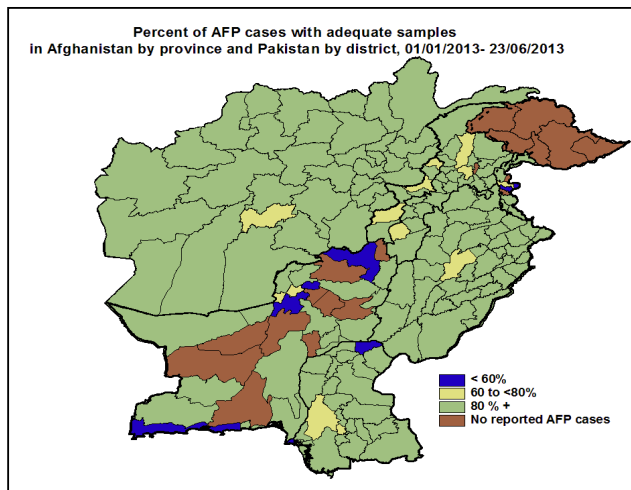 Percent of AFP cases with adequate samples
in Afghanistan by province and Pakistan by district, 01/01/2013- 23/06/2013
< 60%
60 to <80%
80 % +
No reported AFP cases